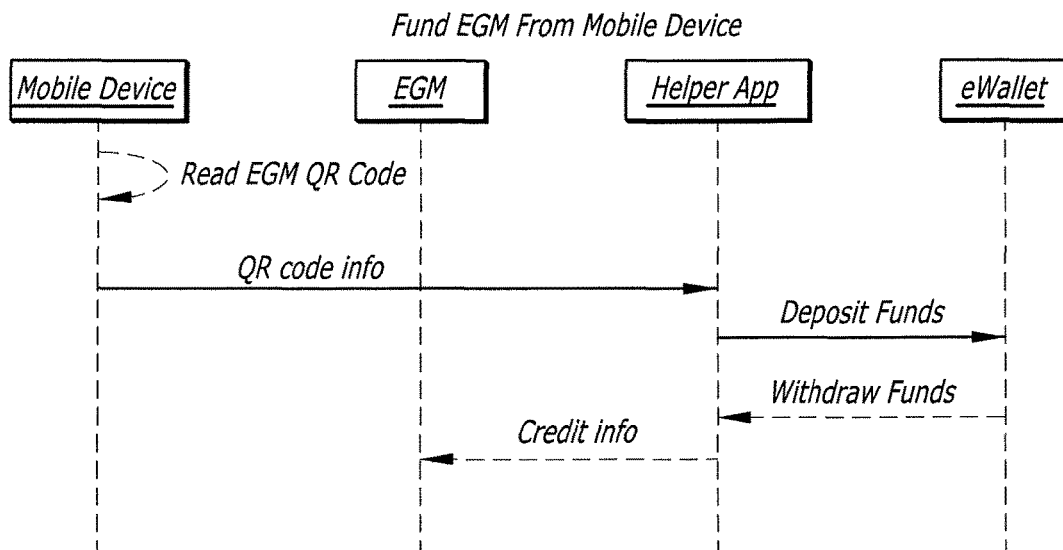 Fund EGM From Mobile Device
Mobile Device
EGM
Helper App
eWallet
Read EGM QR Code
QR code info
Deposit Funds
Withdraw Funds
Credit info